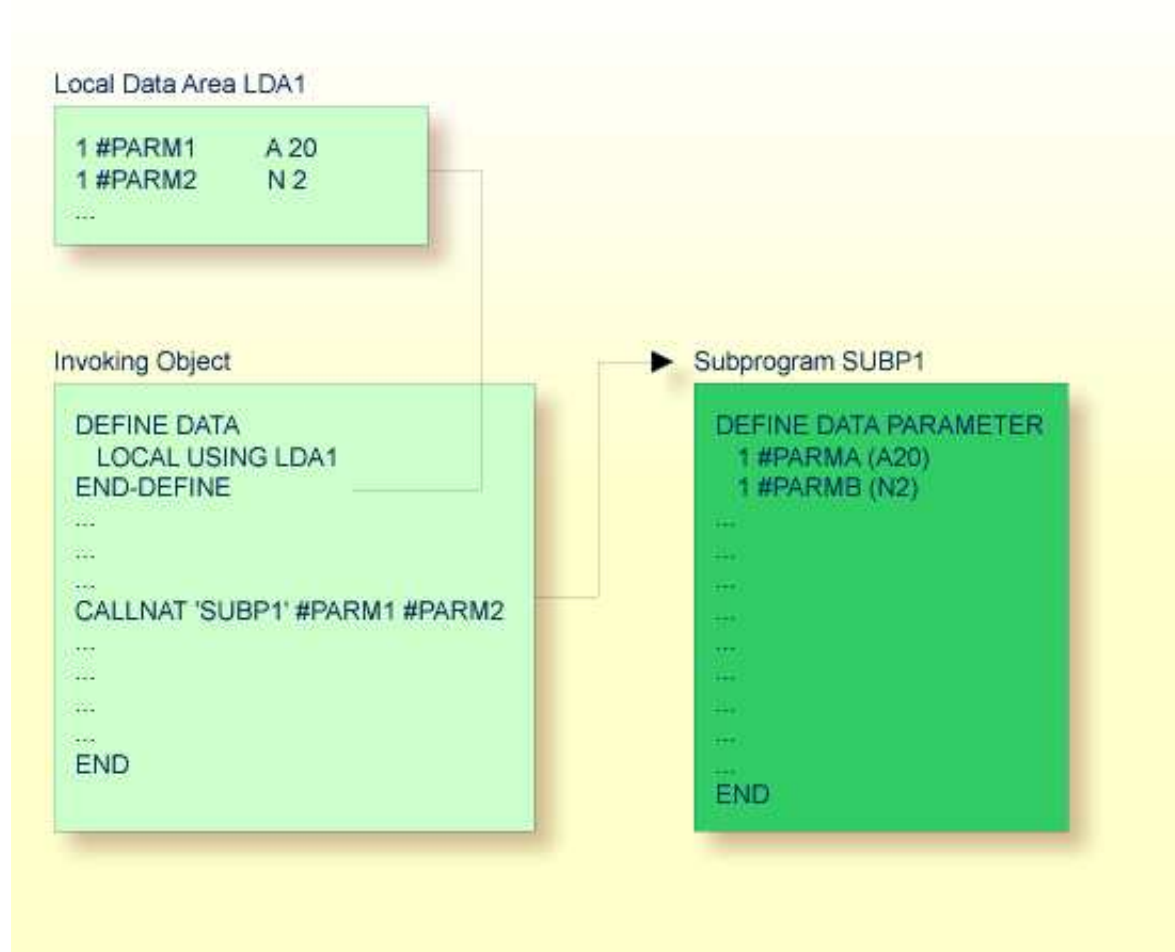 Local Data Area LDA1
1 #PARM1 A 20
1 #PARM2 N 2
...
Invoking Object
DEFINE DATA
LOCAL USING LDA1
END-DEFINE
...
...
...
CALLNAT 'SUBP1' #PARM1 #PARM2
...
...
...
...
END
Subprogram SUBP1
DEFINE DATA PARAMETER
1 #PARMA (A20)
1 #PARMB (N2)
...
...
...
...
...
...
...
...
...
END